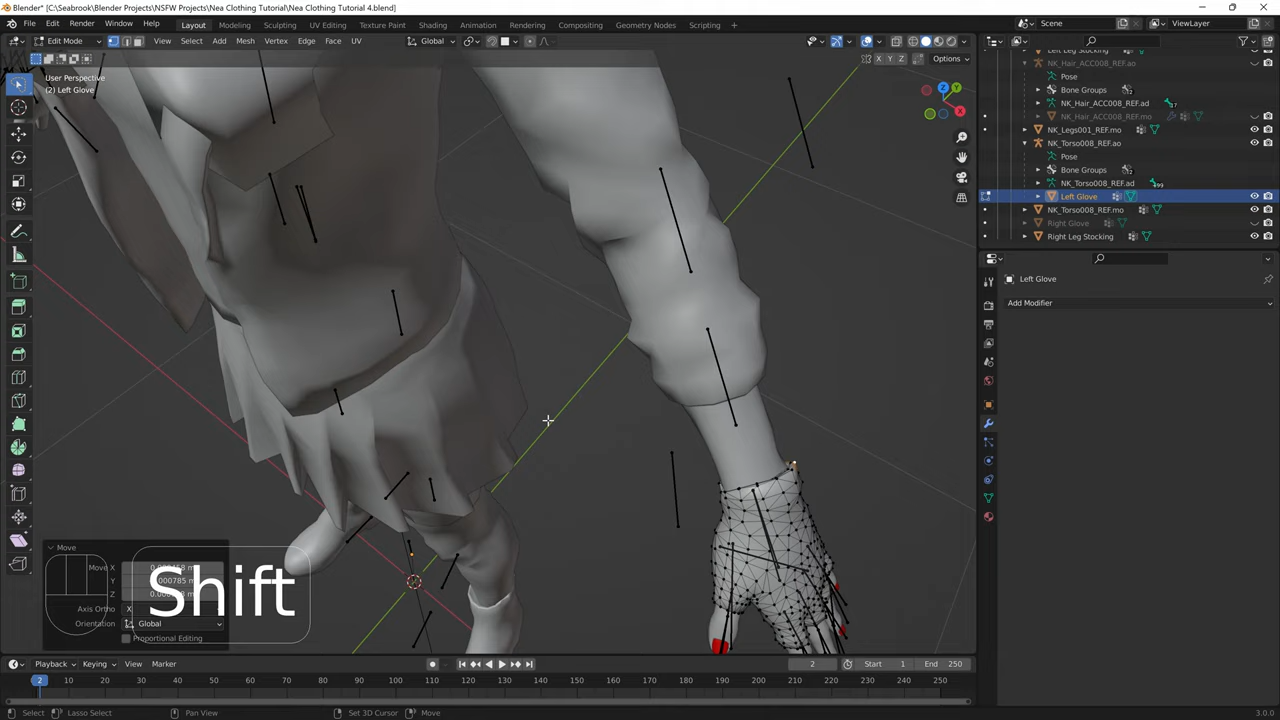 Blender* [C:\Seabrook\Blender Projects\NSFW Projects\Nea Clothing Tutorial\Nea Clothing Tutorial 4.blend]
File Edit Render Window Help Layout Modeling Sculpting UV Editing Texture Paint Shading Animation Rendering Compositing Geometry Nodes Scripting + Scene ViewLayer
Edit Mode View Select Add Mesh Vertex Edge Face UV Global
X Y Z Options
User Perspective
(2) Left Glove
Left Leg Stocking
NK_Hair_ACC008_REF.ao
Pose
Bone Groups
NK_Hair_ACC008_REF.ad
NK_Hair_ACC008_REF.mo
NK_Legs001_REF.mo
NK_Torso008_REF.ao
Pose
Bone Groups
NK_Torso008_REF.ad
Left Glove
NK_Torso008_REF.mo
Right Glove
Right Leg Stocking
Left Glove
Add Modifier
Move
Move X
Y
Z
Axis Ortho X
Orientation Global
Proportional Editing
Shift
Playback Keying View Marker 2 Start 1 End 250
2 10 20 30 40 50 60 70 80 90 100 110 120 130 140 150 160 170 180 190 200 210 220 230 240 250
Select Lasso Select Pan View Set 3D Cursor Move 3.0.0